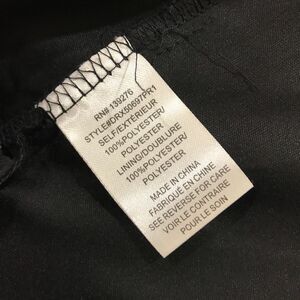 RN# 139276
STYLE#DRX50697PR1
SELF/EXTÉRIEUR
100%POLYESTER/
POLYESTER
LINING/DOUBLURE
100%POLYESTER/
POLYESTER
MADE IN CHINA
FABRIQUÉ EN CHINE
SEE REVERSE FOR CARE
VOIR LE CONTRAIRE
POUR LE SOIN